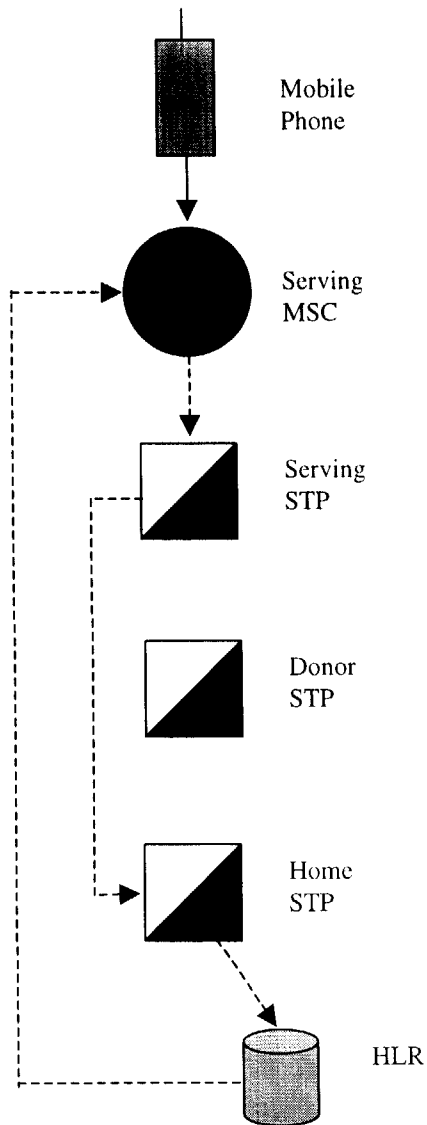 Mobile
Phone
Serving
MSC
Serving
STP
Donor
STP
Home
STP
HLR